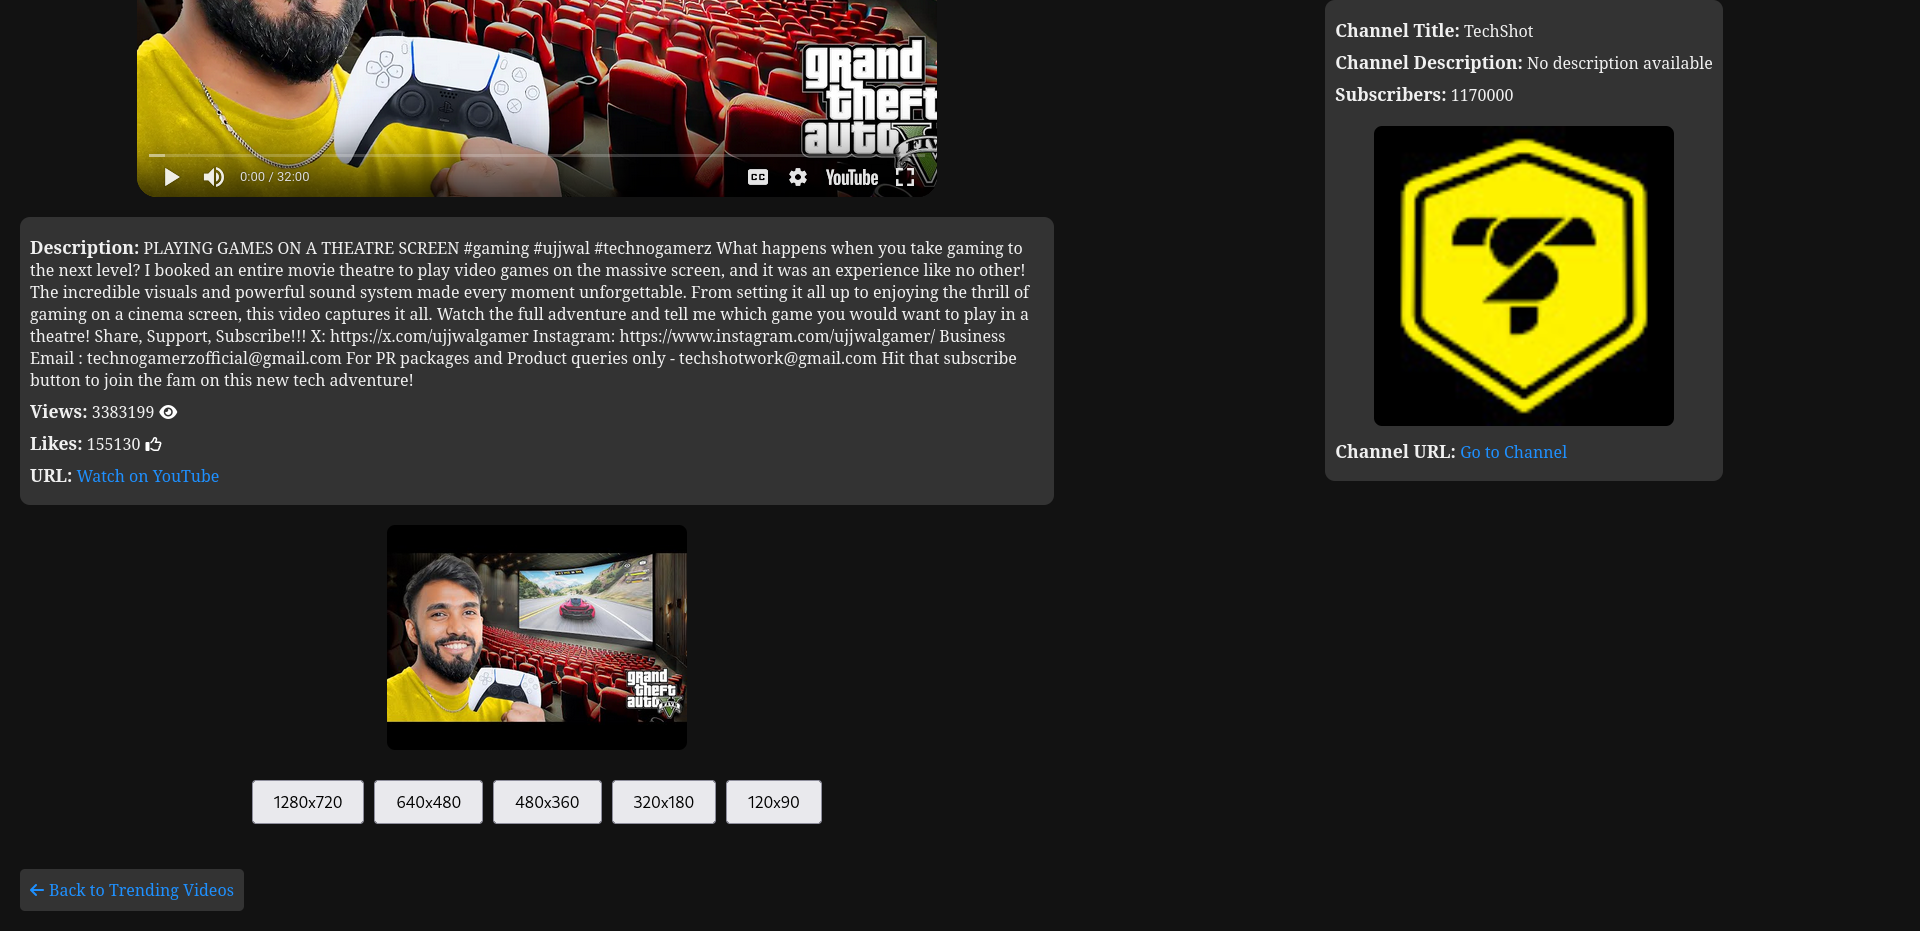 grand
theft
auto
FIVE
0:00 / 32:00
CC
YouTube
Description: PLAYING GAMES ON A THEATRE SCREEN #gaming #ujjwal #technogamerz What happens when you take gaming to
the next level? I booked an entire movie theatre to play video games on the massive screen, and it was an experience like no other!
The incredible visuals and powerful sound system made every moment unforgettable. From setting it all up to enjoying the thrill of
gaming on a cinema screen, this video captures it all. Watch the full adventure and tell me which game you would want to play in a
theatre! Share, Support, Subscribe!!! X: https://x.com/ujjwalgamer Instagram: https://www.instagram.com/ujjwalgamer/ Business
Email : technogamerzofficial@gmail.com For PR packages and Product queries only - techshotwork@gmail.com Hit that subscribe
button to join the fam on this new tech adventure!
Views: 3383199
Likes: 155130
URL: Watch on YouTube
grand
theft
auto
FIVE
1280x720 640x480 480x360 320x180 120x90
← Back to Trending Videos
Channel Title: TechShot
Channel Description: No description available
Subscribers: 1170000
Channel URL: Go to Channel